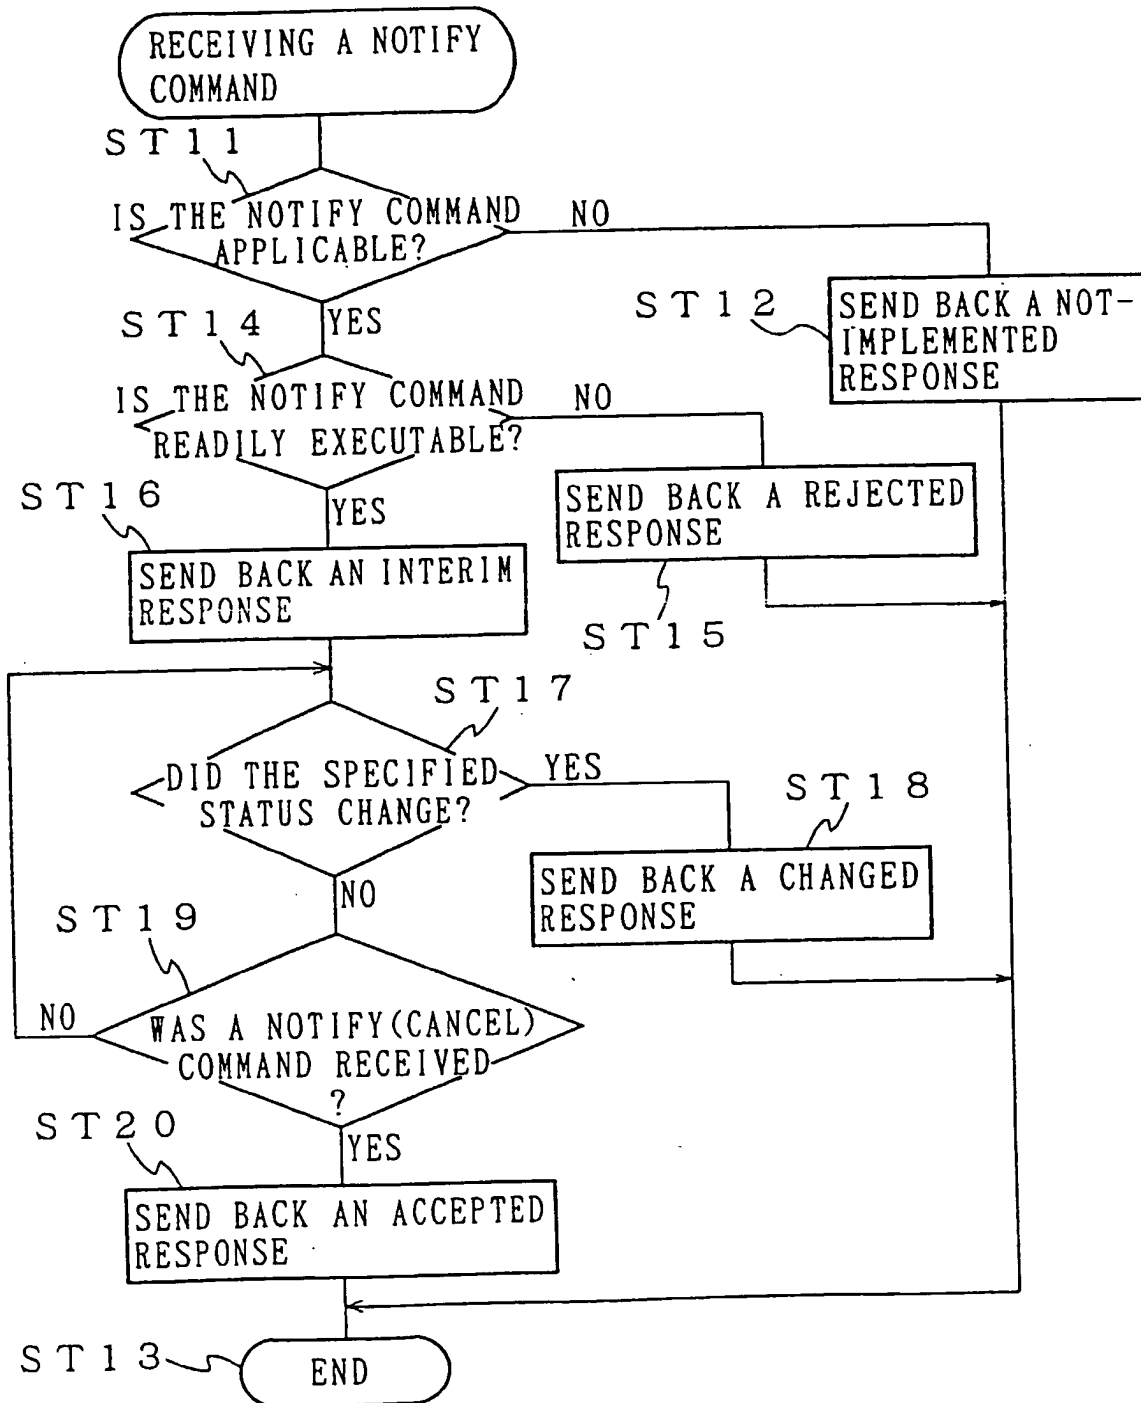 RECEIVING A NOTIFY
COMMAND
ST11
IS THE NOTIFY COMMAND
APPLICABLE?
NO
YES
ST12
SEND BACK A NOT-
IMPLEMENTED
RESPONSE
ST14
IS THE NOTIFY COMMAND
READILY EXECUTABLE?
NO
YES
ST16
SEND BACK A REJECTED
RESPONSE
ST15
SEND BACK AN INTERIM
RESPONSE
ST17
DID THE SPECIFIED
STATUS CHANGE?
YES
ST18
SEND BACK A CHANGED
RESPONSE
NO
ST19
NO
WAS A NOTIFY(CANCEL)
COMMAND RECEIVED
?
ST20
YES
SEND BACK AN ACCEPTED
RESPONSE
ST13
END